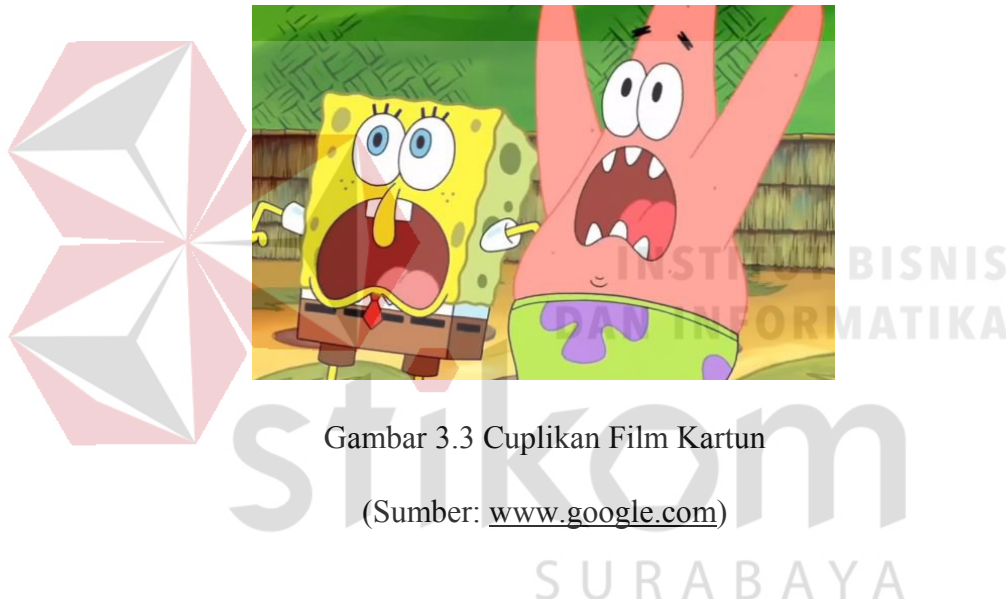 INSTITUT BISNIS
DAN INFORMATIKA
stikom
Gambar 3.3 Cuplikan Film Kartun
(Sumber: www.google.com)
SURABAYA